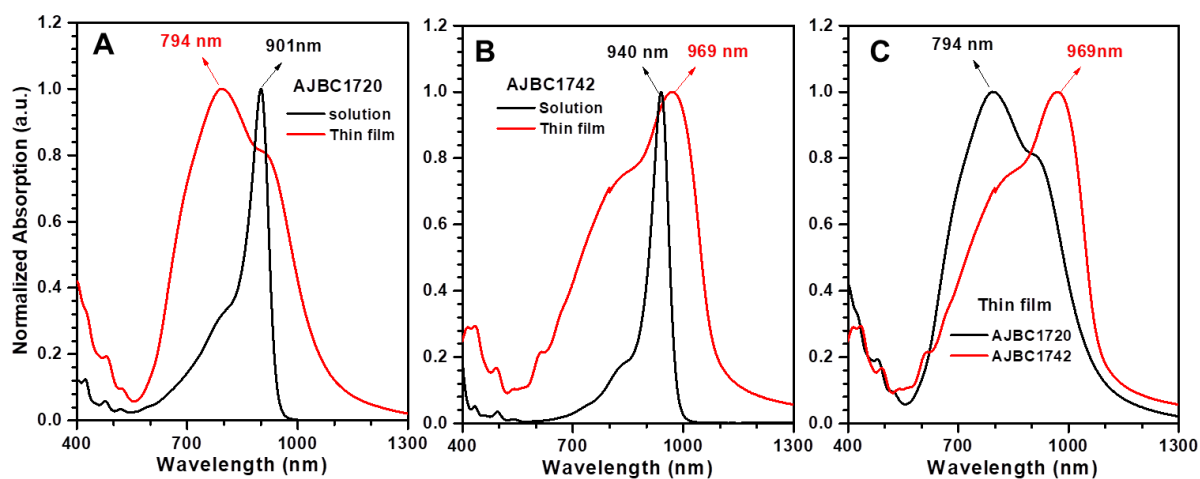 A
794 nm
901nm
AJBC1720
solution
Thin film
Normalized Absorption (a.u.)
1.2
1.0
0.8
0.6
0.4
0.2
0.0
400
700
1000
1300
Wavelength (nm)
B
940 nm
969 nm
AJBC1742
Solution
Thin film
1.2
1.0
0.8
0.6
0.4
0.2
0.0
400
700
1000
1300
Wavelength (nm)
C
794 nm
969nm
Thin film
AJBC1720
AJBC1742
1.2
1.0
0.8
0.6
0.4
0.2
0.0
400
700
1000
1300
Wavelength (nm)